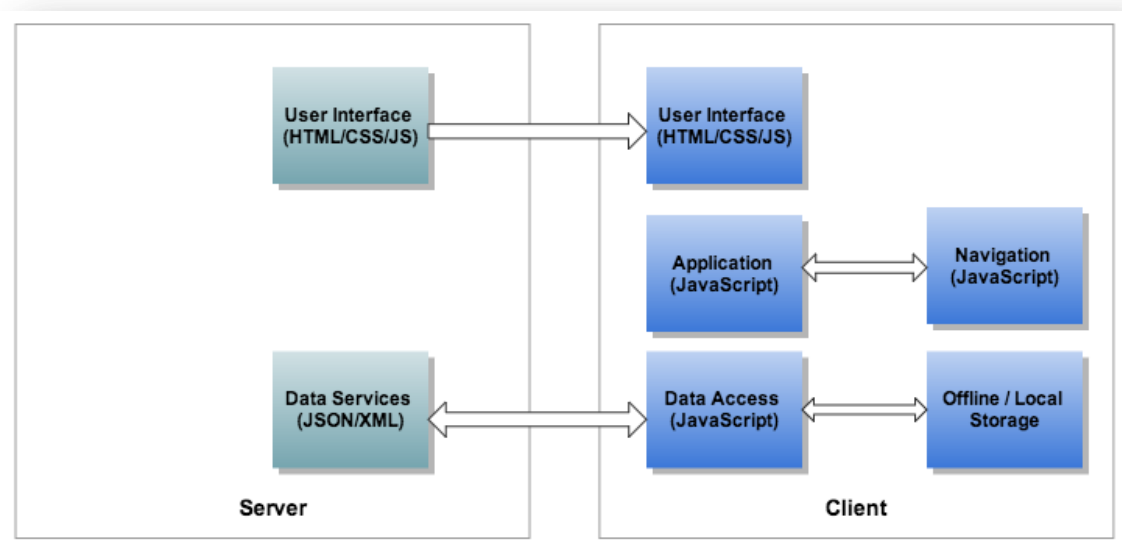 User Interface
(HTML/CSS/JS)
User Interface
(HTML/CSS/JS)
Application
(JavaScript)
Navigation
(JavaScript)
Data Services
(JSON/XML)
Data Access
(JavaScript)
Offline / Local
Storage
Server
Client